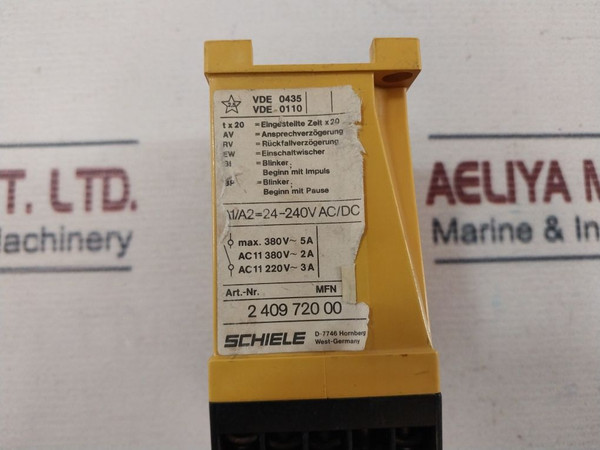 VDE 0435
VDE 0110
t x 20 =Eingestellte Zeit x 20
AV =Ansprechverzögerung
RV =Rückfallverzögerung
EW =Einschaltwischer
BI =Blinker,
Beginn mit Impuls
=Blinker,
Beginn mit Pause
A1/A2=24-240V AC/DC
max. 380V~ 5A
AC11 380V~ 2A
AC11 220V~ 3A
Art.-Nr. MFN
2 409 720 00
SCHIELE D-7746 Hornberg
West-Germany
T. LTD.
Machinery
AELIYA M
Marine & In